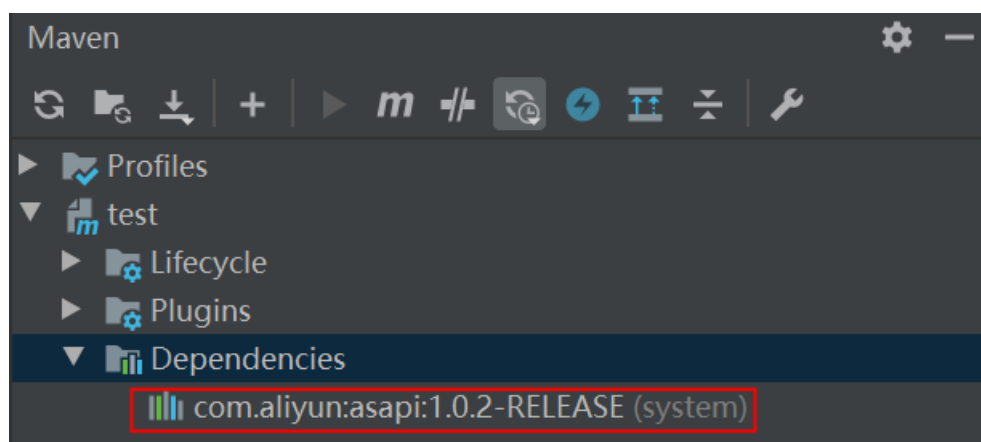 Maven
m
Profiles
test
Lifecycle
Plugins
Dependencies
com.aliyun:asapi:1.0.2-RELEASE (system)